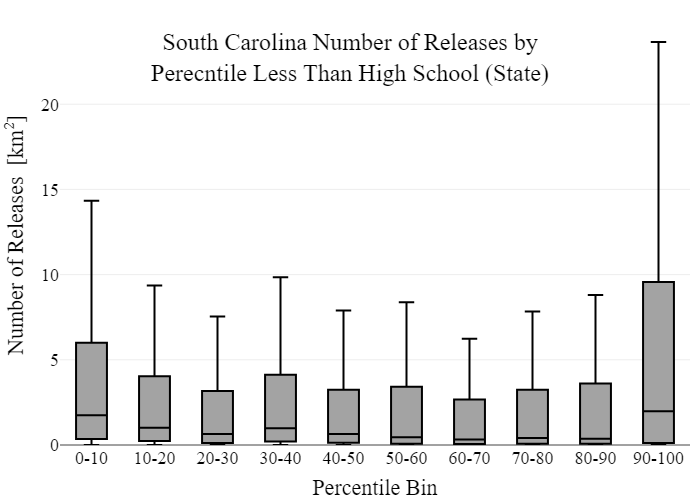 South Carolina Number of Releases by
Perecntile Less Than High School (State)
Number of Releases [km²]
20
15
10
5
0
0-10 10-20 20-30 30-40 40-50 50-60 60-70 70-80 80-90 90-100
Percentile Bin